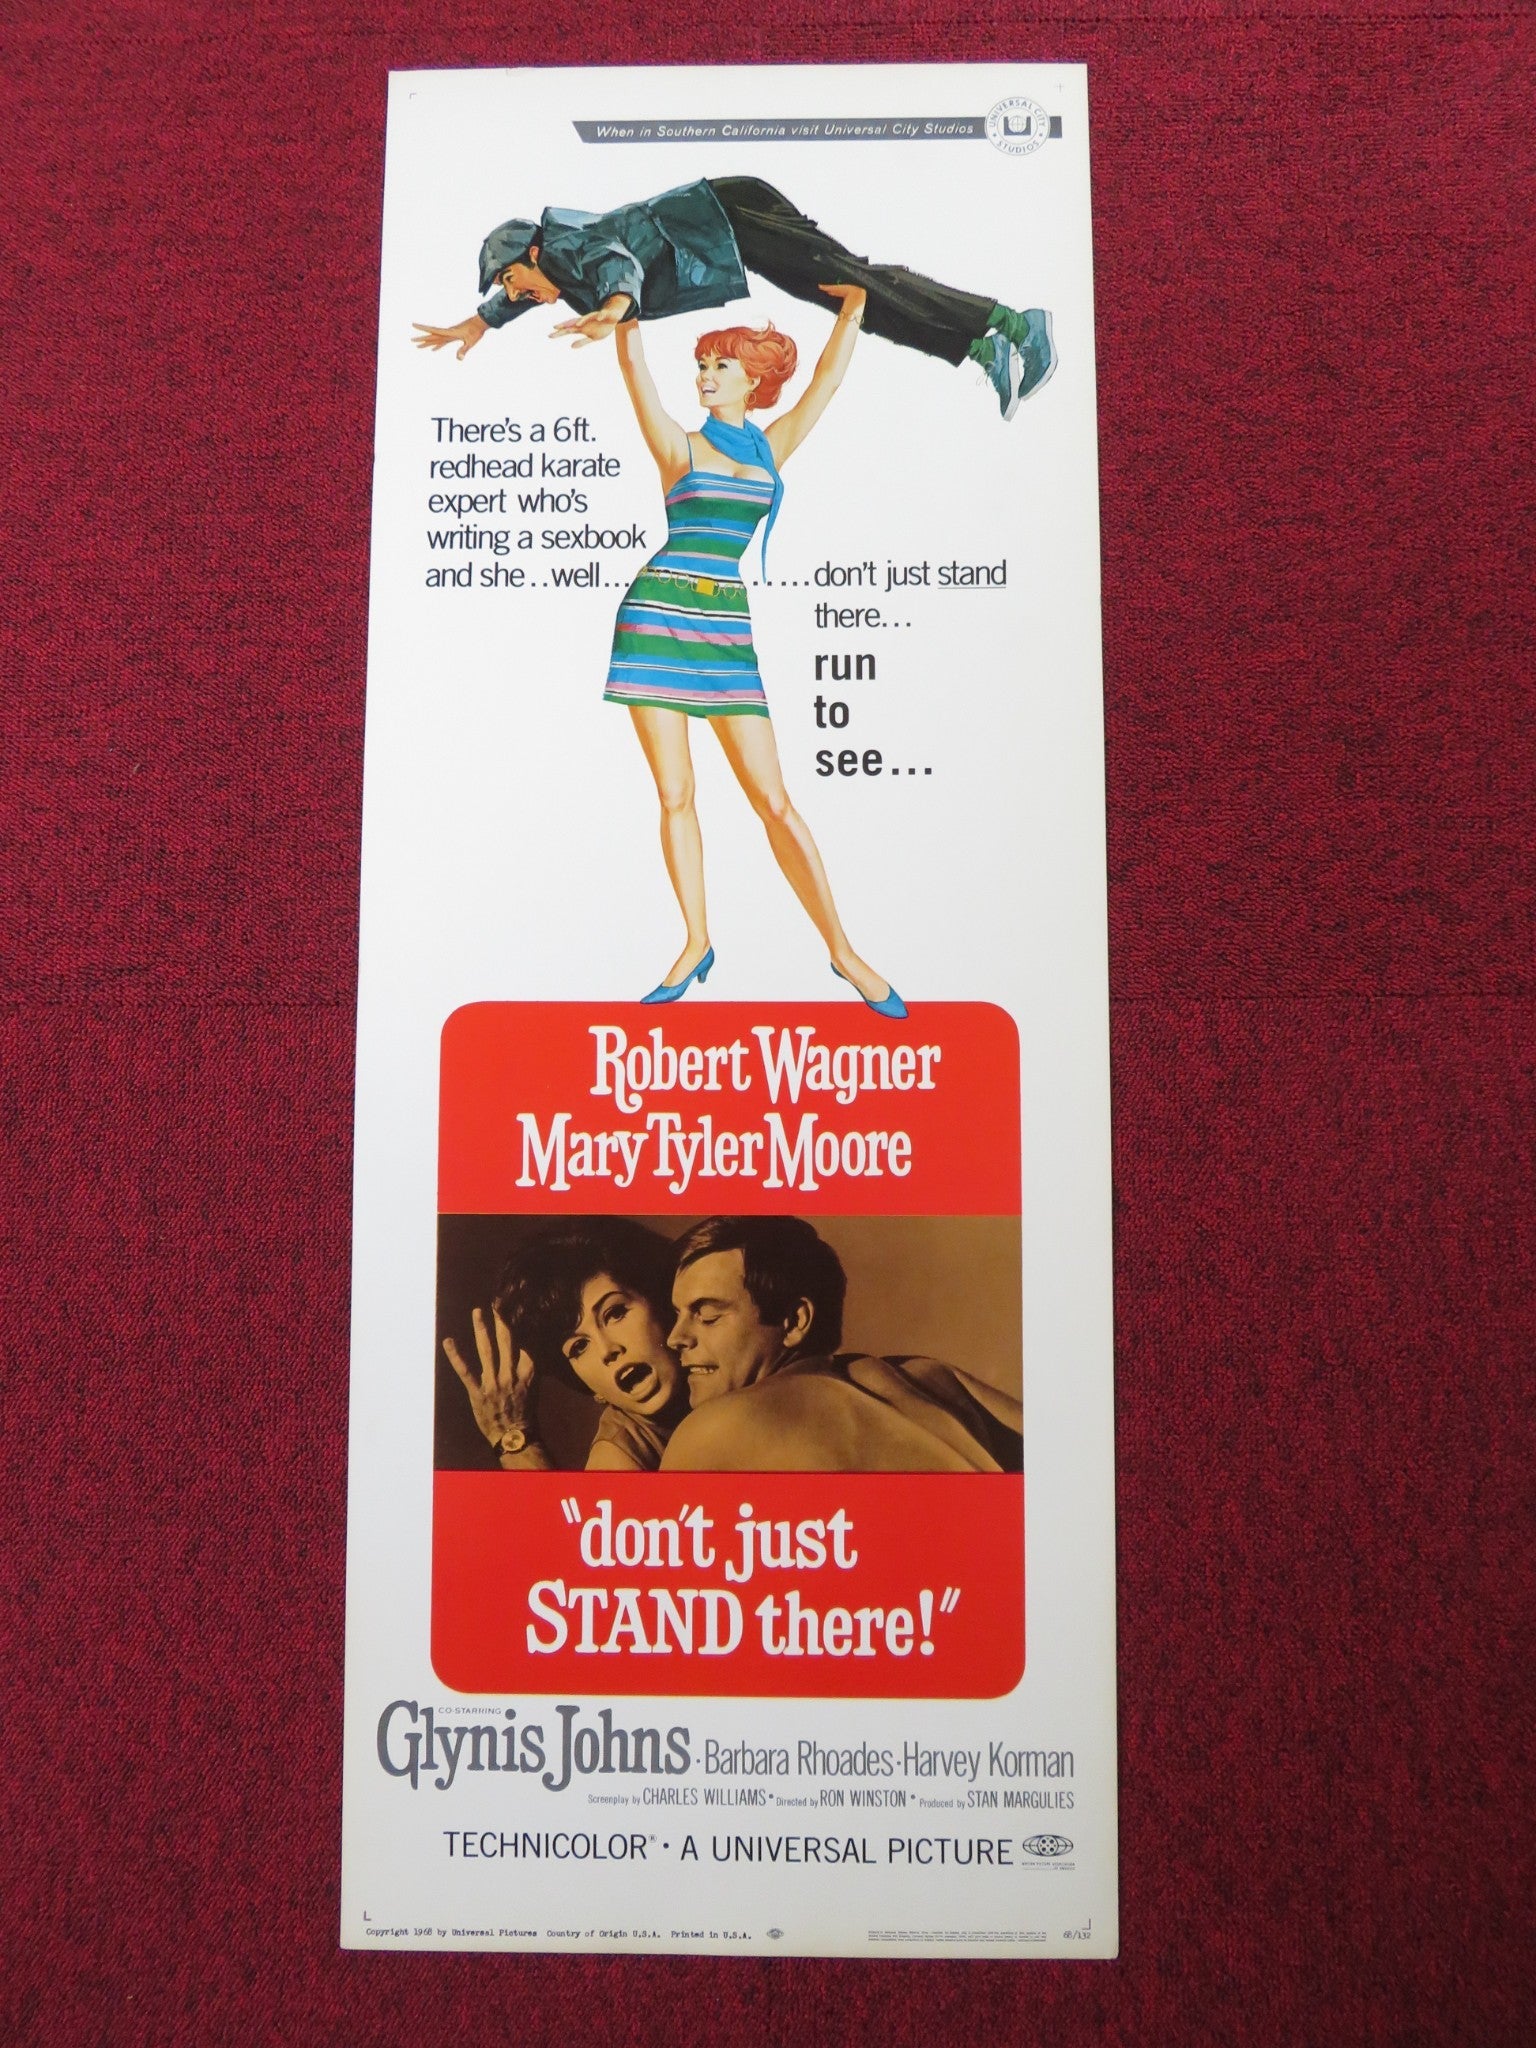 When in Southern California visit Universal City Studios
UNIVERSAL CITY
STUDIOS
There's a 6ft.
redhead karate
expert who's
writing a sexbook
and she..well...
.....don't just stand
there...
run
to
see...
Robert Wagner
Mary Tyler Moore
"don't just
STAND there!"
CO-STARRING
Glynis Johns · Barbara Rhoades · Harvey Korman
Screenplay by CHARLES WILLIAMS • Directed by RON WINSTON • Produced by STAN MARGULIES
TECHNICOLOR® · A UNIVERSAL PICTURE
Copyright 1968 by Universal Pictures Country of Origin U.S.A. Printed in U.S.A.
68/132